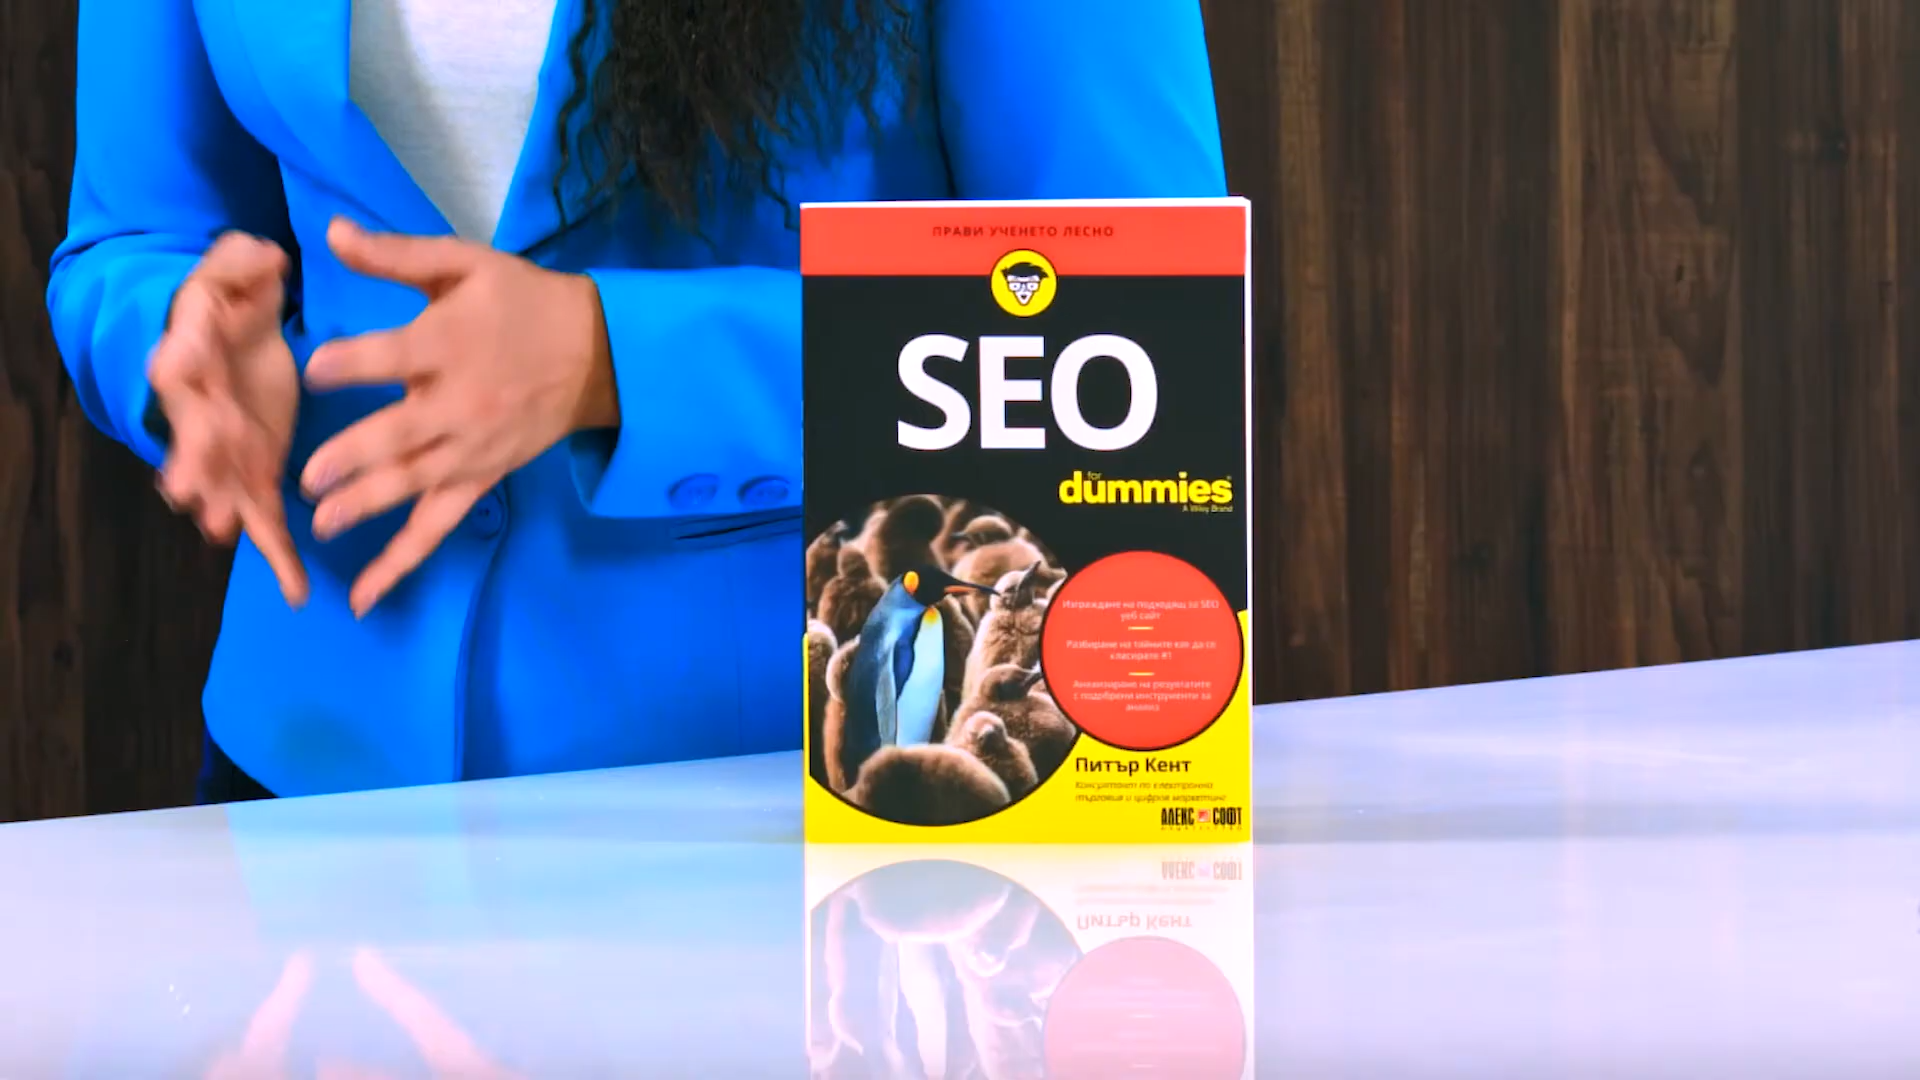 ПРАВИ УЧЕНЕТО ЛЕСНО
SEO
for
dummies
A Wiley Brand
Изграждане на подходящ за SEO
уеб сайт
Разбиране на тайните как да се
класирате #1
Анализиране на резултатите
с подобрени инструменти за
анализ
Питър Кент
Консултант по електронна
търговия и цифров маркетинг
АЛЕКС СОФТ
ИЗДАТЕЛСТВО